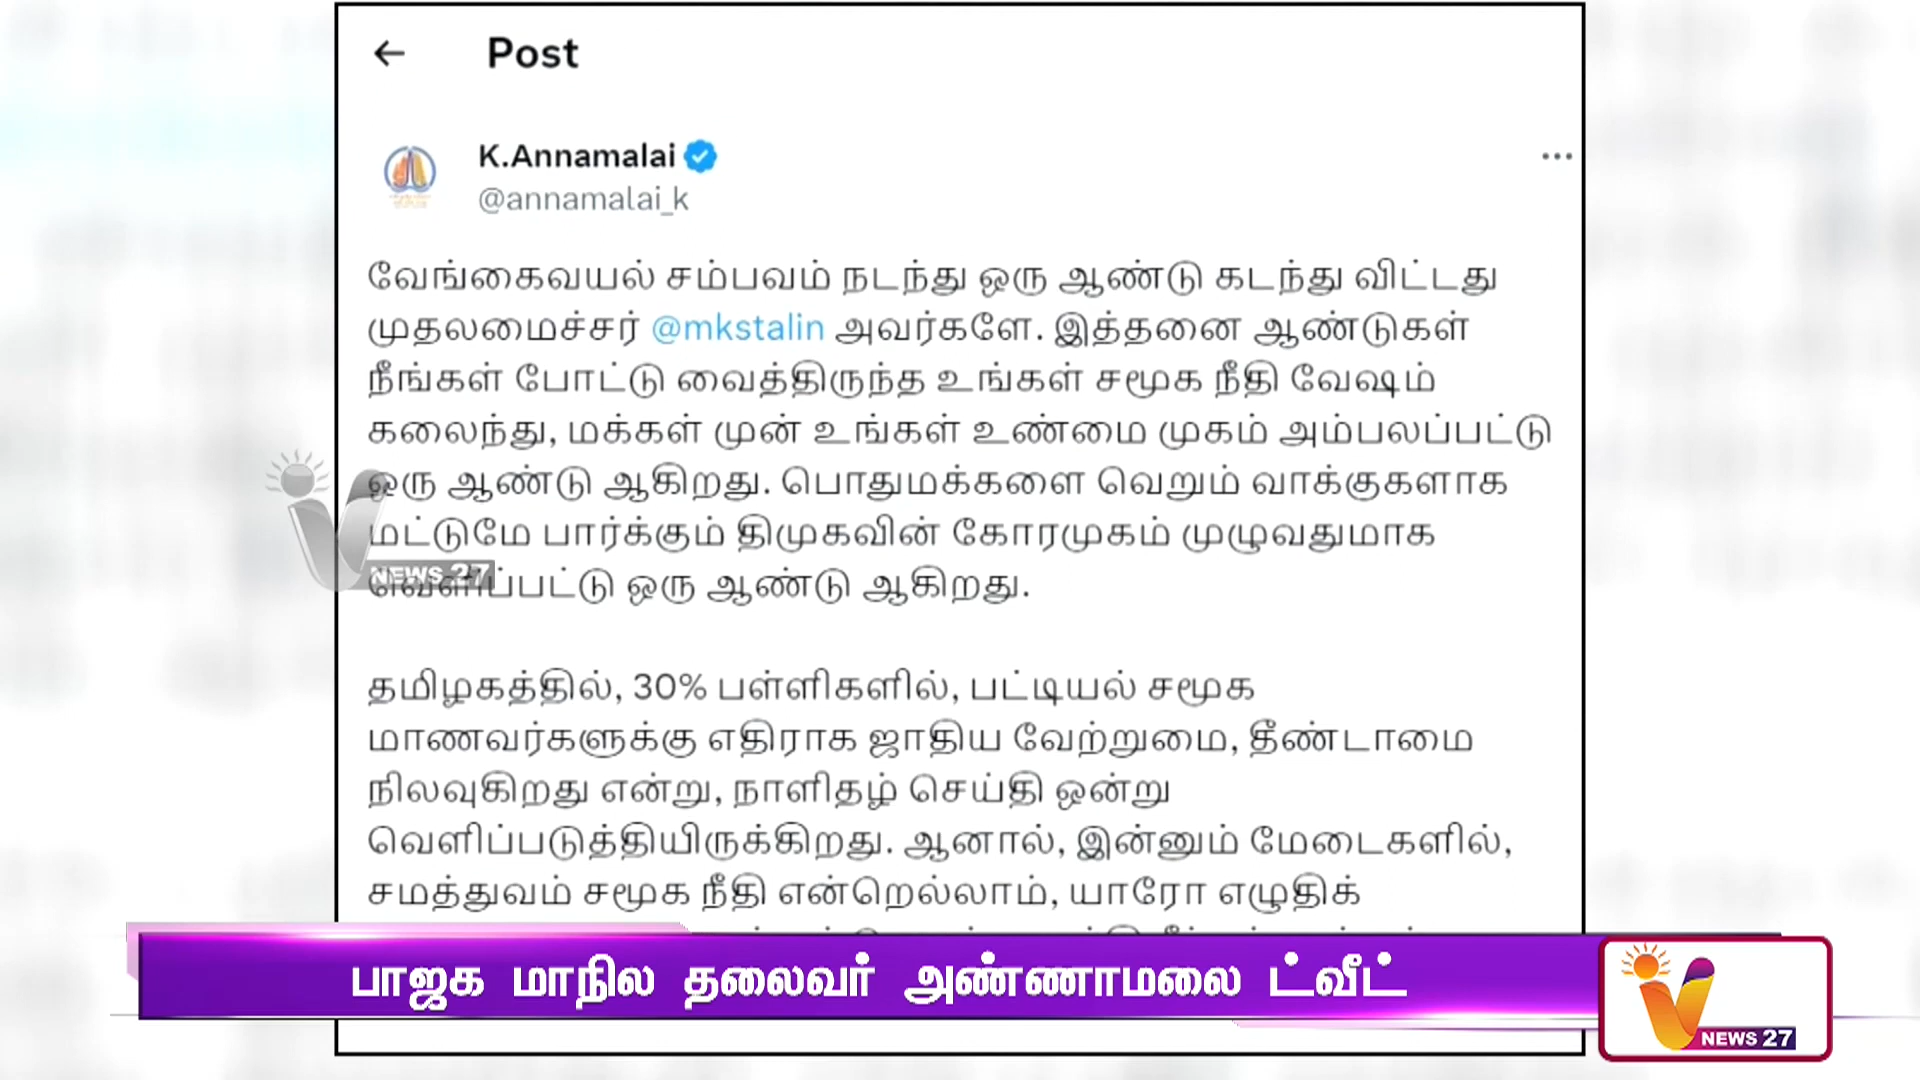 Post
K.Annamalai
@annamalai_k
வேங்கைவயல் சம்பவம் நடந்து ஒரு ஆண்டு கடந்து விட்டது
முதலமைச்சர் @mkstalin அவர்களே. இத்தனை ஆண்டுகள்
நீங்கள் போட்டு வைத்திருந்த உங்கள் சமூக நீதி வேஷம்
கலைந்து, மக்கள் முன் உங்கள் உண்மை முகம் அம்பலப்பட்டு
ஒரு ஆண்டு ஆகிறது. பொதுமக்களை வெறும் வாக்குகளாக
மட்டுமே பார்க்கும் திமுகவின் கோரமுகம் முழுவதுமாக
வெளிப்பட்டு ஒரு ஆண்டு ஆகிறது.
NEWS 27
தமிழகத்தில், 30% பள்ளிகளில், பட்டியல் சமூக
மாணவர்களுக்கு எதிராக ஜாதிய வேற்றுமை, தீண்டாமை
நிலவுகிறது என்று, நாளிதழ் செய்தி ஒன்று
வெளிப்படுத்தியிருக்கிறது. ஆனால், இன்னும் மேடைகளில்,
சமத்துவம் சமூக நீதி என்றெல்லாம், யாரோ எழுதிக்
பாஜக மாநில தலைவர் அண்ணாமலை ட்வீட்
NEWS 27